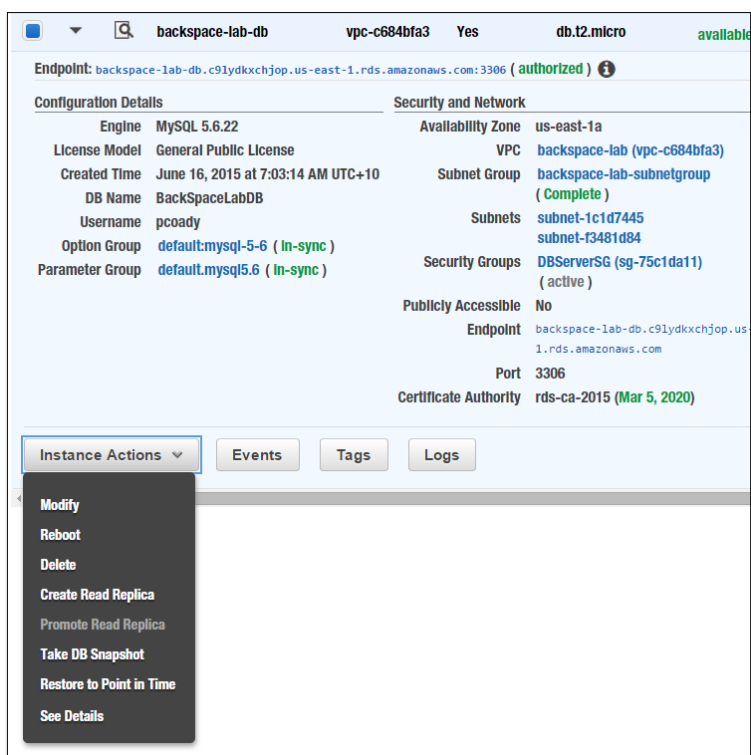 backspace-lab-db vpc-c684bfa3 Yes db.t2.micro available
Endpoint: backspace-lab-db.c9lydkxchjop.us-east-1.rds.amazonaws.com:3306 ( authorized )
Configuration Details
Engine MySQL 5.6.22
License Model General Public License
Created Time June 16, 2015 at 7:03:14 AM UTC+10
DB Name BackSpaceLabDB
Username pcoady
Option Group default:mysql-5-6 ( in-sync )
Parameter Group default.mysql5.6 ( in-sync )
Security and Network
Availability Zone us-east-1a
VPC backspace-lab (vpc-c684bfa3)
Subnet Group backspace-lab-subnetgroup
( Complete )
Subnets subnet-1c1d7445
subnet-f3481d84
Security Groups DBServerSG (sg-75c1da11)
( active )
Publicly Accessible No
Endpoint backspace-lab-db.c9lydkxchjop.us-
1.rds.amazonaws.com
Port 3306
Certificate Authority rds-ca-2015 (Mar 5, 2020)
Instance Actions Events Tags Logs
Modify
Reboot
Delete
Create Read Replica
Promote Read Replica
Take DB Snapshot
Restore to Point in Time
See Details